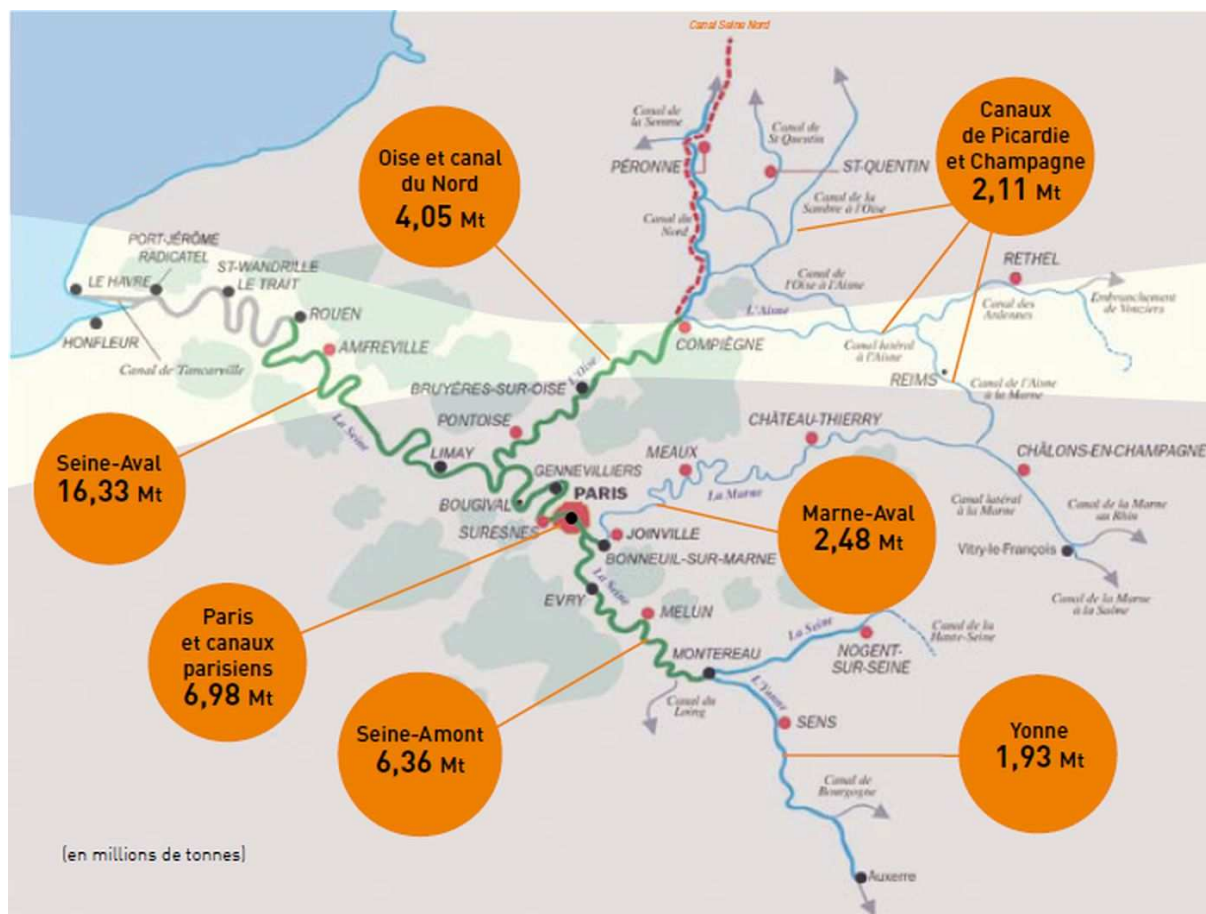 Canal Seine Nord
Canal de
la Somme
Canal de
St Quentin
PÉRONNE
ST-QUENTIN
Canaux
de Picardie
et Champagne
2,11 Mt
Oise et canal
du Nord
4,05 Mt
Canal de la
Sambre à l'Oise
Canal du
Nord
PORT-JÉRÔME
RADICATEL
ST-WANDRILLE
LE TRAIT
LE HAVRE
HONFLEUR
Canal de Tancarville
ROUEN
AMFREVILLE
Canal de
l'Oise à l'Aisne
RETHEL
Canal des
Ardennes
Embranchement
de Vouziers
L'Aisne
COMPIÈGNE
Canal latéral
à l'Aisne
REIMS
Canal de l'Aisne
à la Marne
L'Oise
BRUYÈRES-SUR-OISE
PONTOISE
La Seine
LIMAY
GENNEVILLIERS
BOUGIVAL
PARIS
SURESNES
MEAUX
CHÂTEAU-THIERRY
La Marne
CHÂLONS-EN-CHAMPAGNE
Canal latéral
à la Marne
Canal de la Marne
au Rhin
Vitry-le-François
Canal de la Marne
à la Saône
Seine-Aval
16,33 Mt
Marne-Aval
2,48 Mt
JOINVILLE
BONNEUIL-SUR-MARNE
La Seine
EVRY
MELUN
Paris
et canaux
parisiens
6,98 Mt
La Seine
Canal de la
Haute-Seine
NOGENT-
SUR-SEINE
MONTEREAU
Canal du
Loing
L'Yonne
SENS
Seine-Amont
6,36 Mt
Yonne
1,93 Mt
Canal de
Bourgogne
Auxerre
(en millions de tonnes)